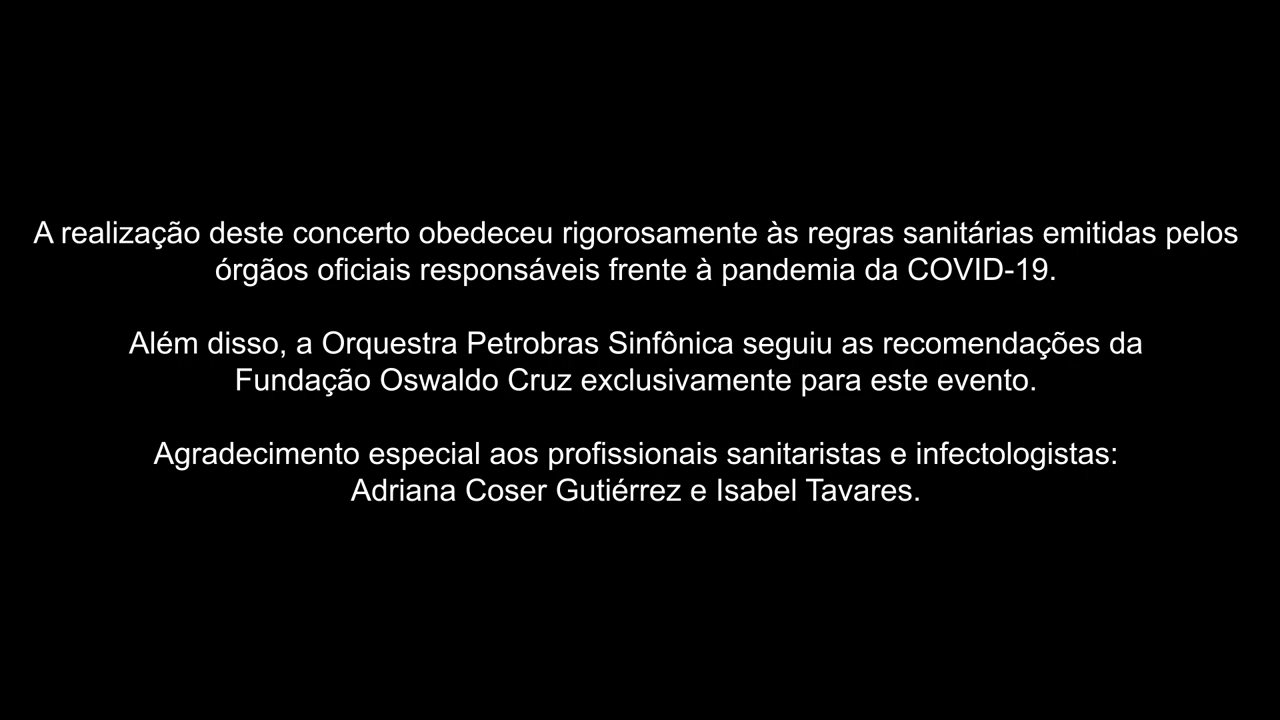 A realização deste concerto obedeceu rigorosamente às regras sanitárias emitidas pelos
órgãos oficiais responsáveis frente à pandemia da COVID-19.
Além disso, a Orquestra Petrobras Sinfônica seguiu as recomendações da
Fundação Oswaldo Cruz exclusivamente para este evento.
Agradecimento especial aos profissionais sanitaristas e infectologistas:
Adriana Coser Gutiérrez e Isabel Tavares.